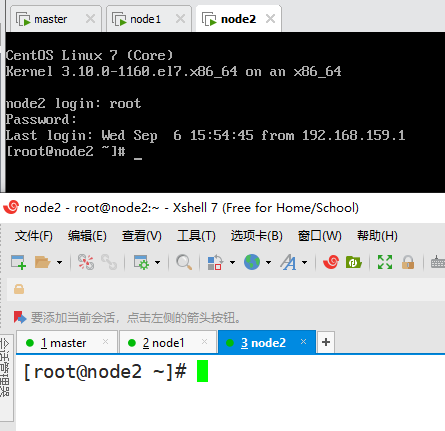 master node1 node2
CentOS Linux 7 (Core)
Kernel 3.10.0-1160.el7.x86_64 on an x86_64
node2 login: root
Password:
Last login: Wed Sep  6 15:54:45 from 192.168.159.1
[root@node2 ~]# _
node2 - root@node2:~ - Xshell 7 (Free for Home/School)
文件(F) 编辑(E) 查看(V) 工具(T) 选项卡(B) 窗口(W) 帮助(H)
要添加当前会话，点击左侧的箭头按钮。
会话管理器
1 master 2 node1 3 node2 +
[root@node2 ~]#